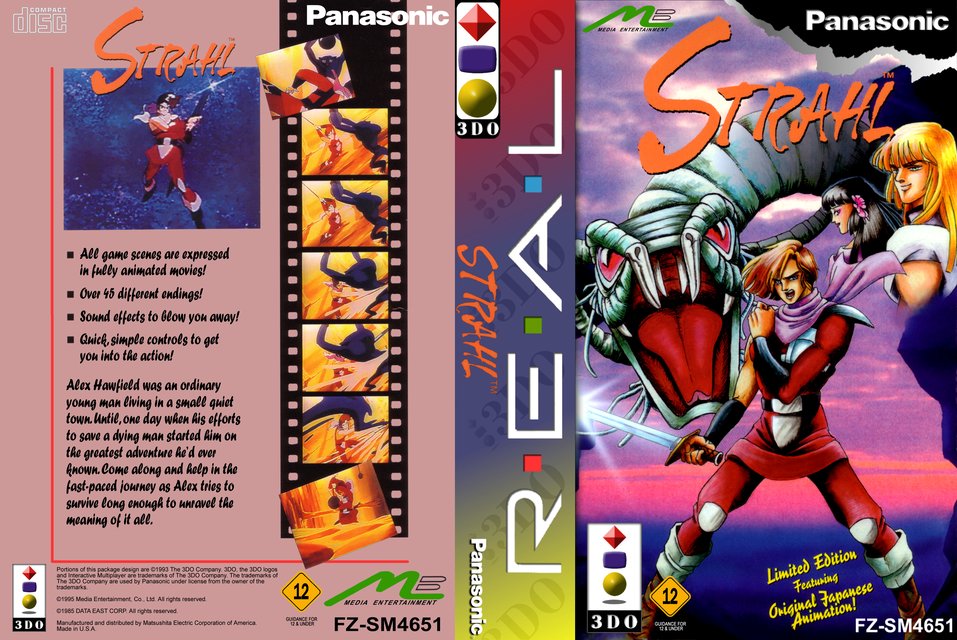 COMPACT
disc
Panasonic
STRAHL™
■ All game scenes are expressed
in fully animated movies!
■ Over 45 different endings!
■ Sound effects to blow you away!
■ Quick, simple controls to get
you into the action!
Alex Hawfield was an ordinary
young man living in a small quiet
town. Until, one day when his efforts
to save a dying man started him on
the greatest adventure he'd ever
known. Come along and help in the
fast-paced journey as Alex tries to
survive long enough to unravel the
meaning of it all.
3DO
Portions of this package design are ©1993 The 3DO Company. 3DO, the 3DO logos
and Interactive Multiplayer are trademarks of The 3DO Company. The trademarks of
The 3DO Company are used by Panasonic under license from the owner of the
trademarks.
©1995 Media Entertainment, Co., Ltd. All rights reserved.
©1985 DATA EAST CORP. All rights reserved.
Manufactured and distributed by Matsushita Electric Corporation of America.
Made in U.S.A.
12
GUIDANCE FOR
12 & UNDER
ME
MEDIA ENTERTAINMENT
FZ-SM4651
3DO
REAL
STRAHL™
Panasonic
3DO
3DO
3DO
3DO
3DO
ME
MEDIA ENTERTAINMENT
Panasonic
STRAHL™
Limited Edition
Featuring
Original Japanese
Animation!
3DO
12
GUIDANCE FOR
12 & UNDER
FZ-SM4651